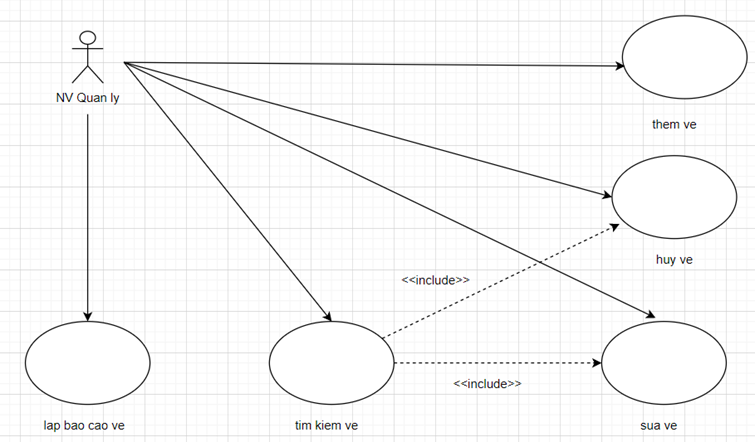 NV Quan ly
them ve
huy ve
<<include>>
<<include>>
lap bao cao ve
tim kiem ve
sua ve